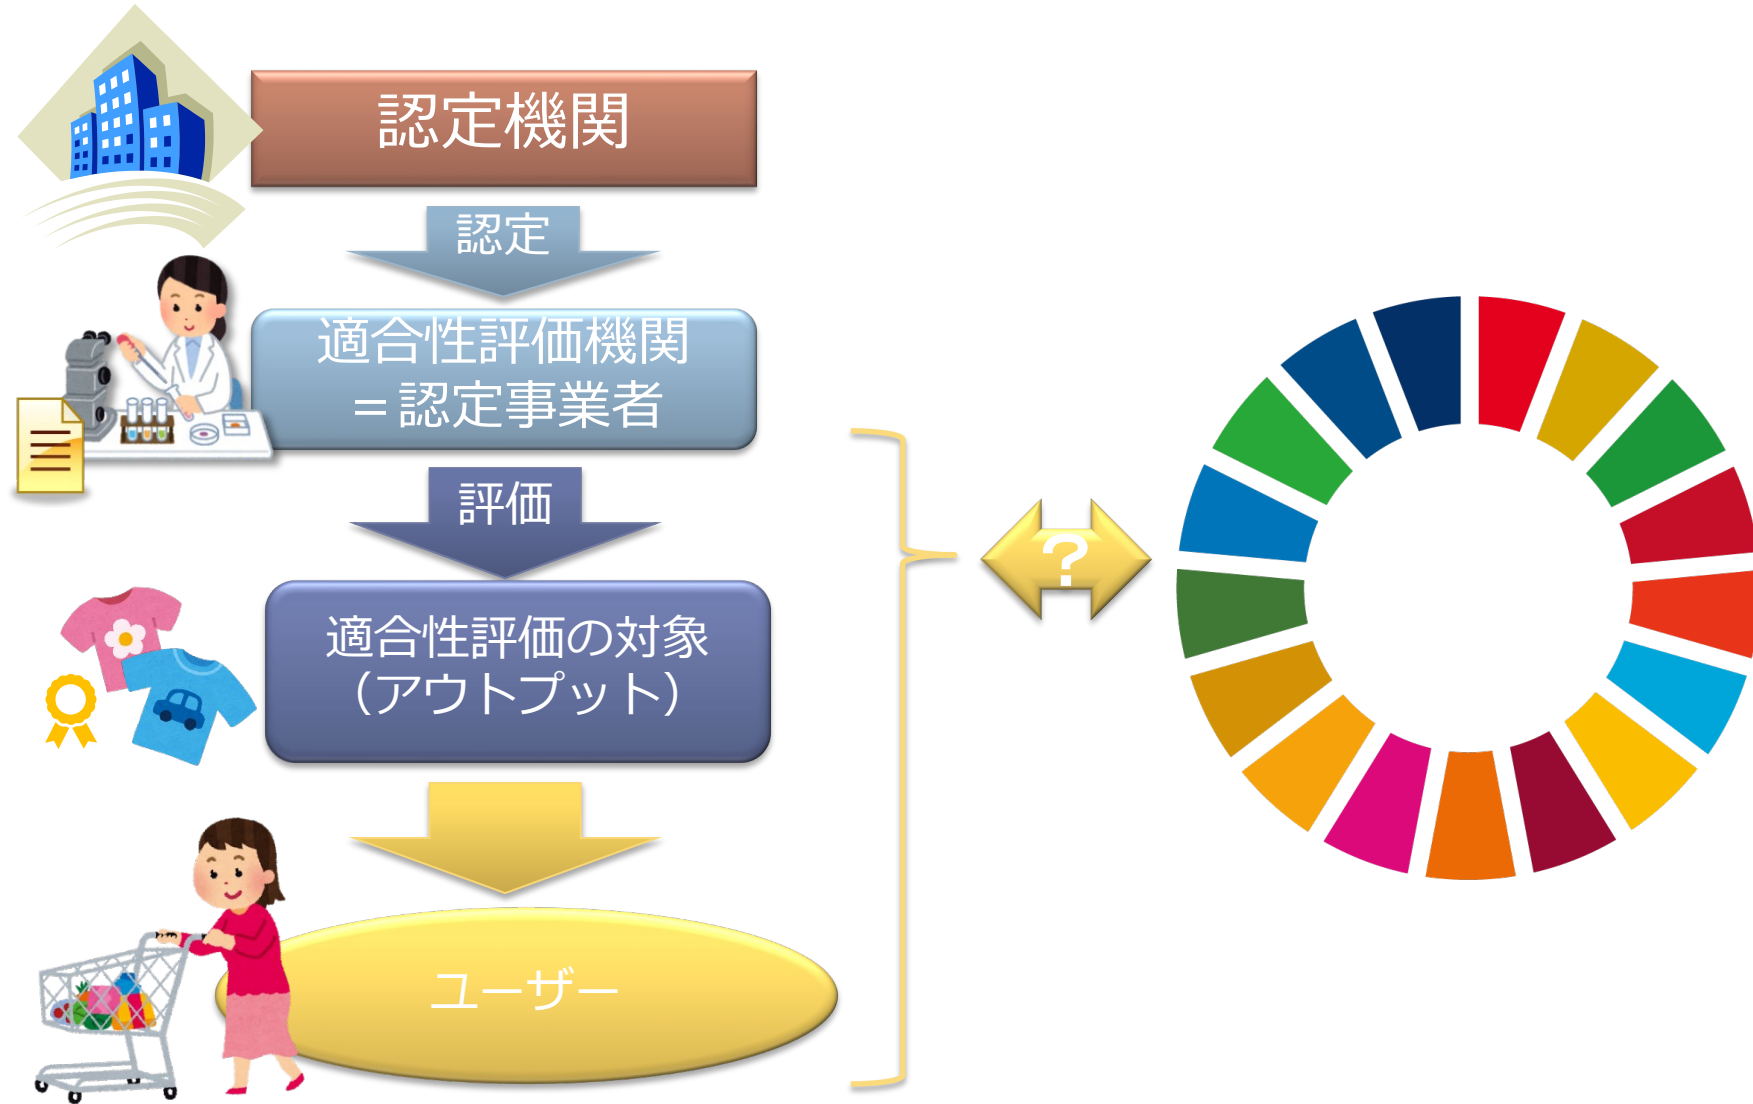 認定機関
認定
適合性評価機関
＝認定事業者
評価
適合性評価の対象
（アウトプット）
？
ユーザー